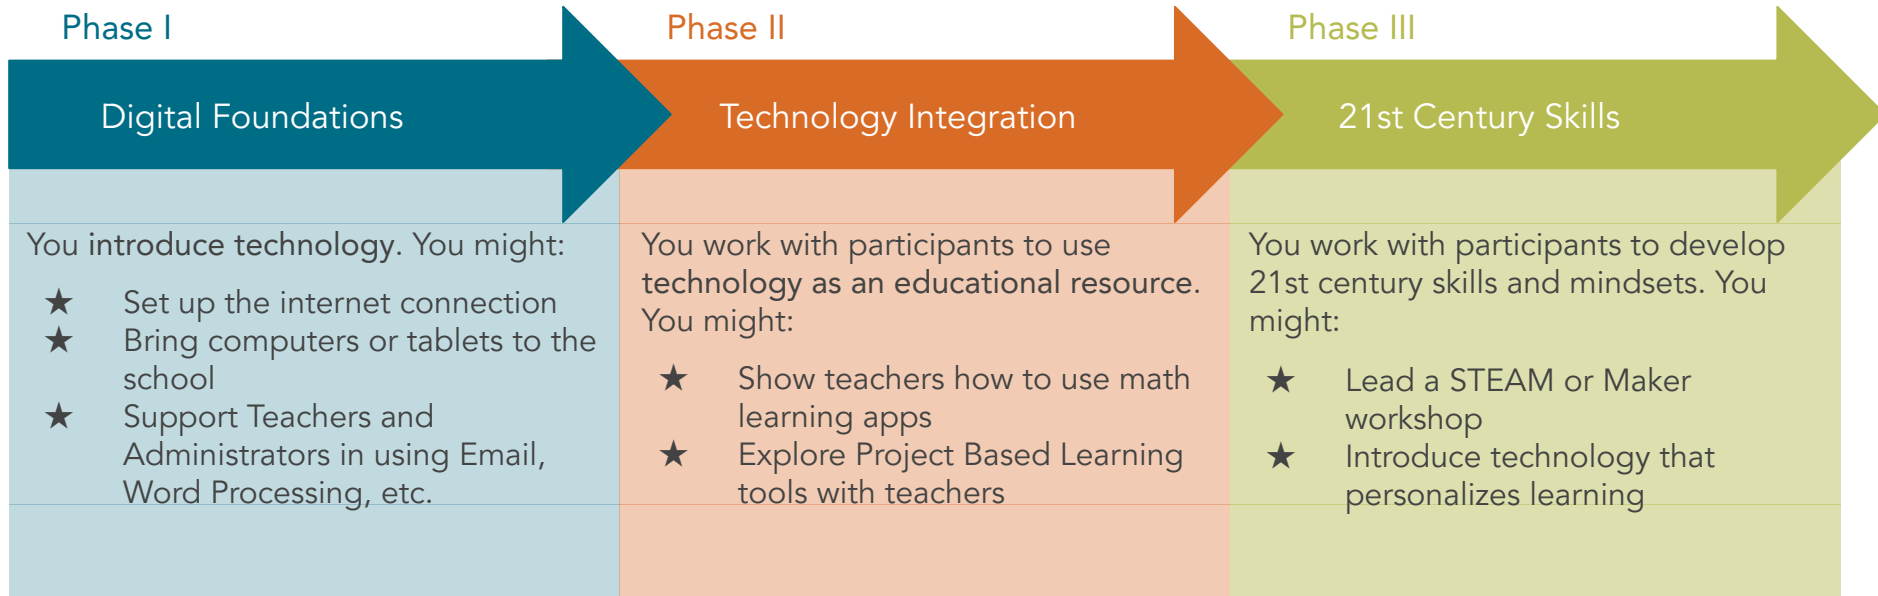 Phase I
Digital Foundations
You introduce technology. You might:
★ Set up the internet connection
★ Bring computers or tablets to the
school
★ Support Teachers and
Administrators in using Email,
Word Processing, etc.
Phase II
Technology Integration
You work with participants to use
technology as an educational resource.
You might:
★ Show teachers how to use math
learning apps
★ Explore Project Based Learning
tools with teachers
Phase III
21st Century Skills
You work with participants to develop
21st century skills and mindsets. You
might:
★ Lead a STEAM or Maker
workshop
★ Introduce technology that
personalizes learning